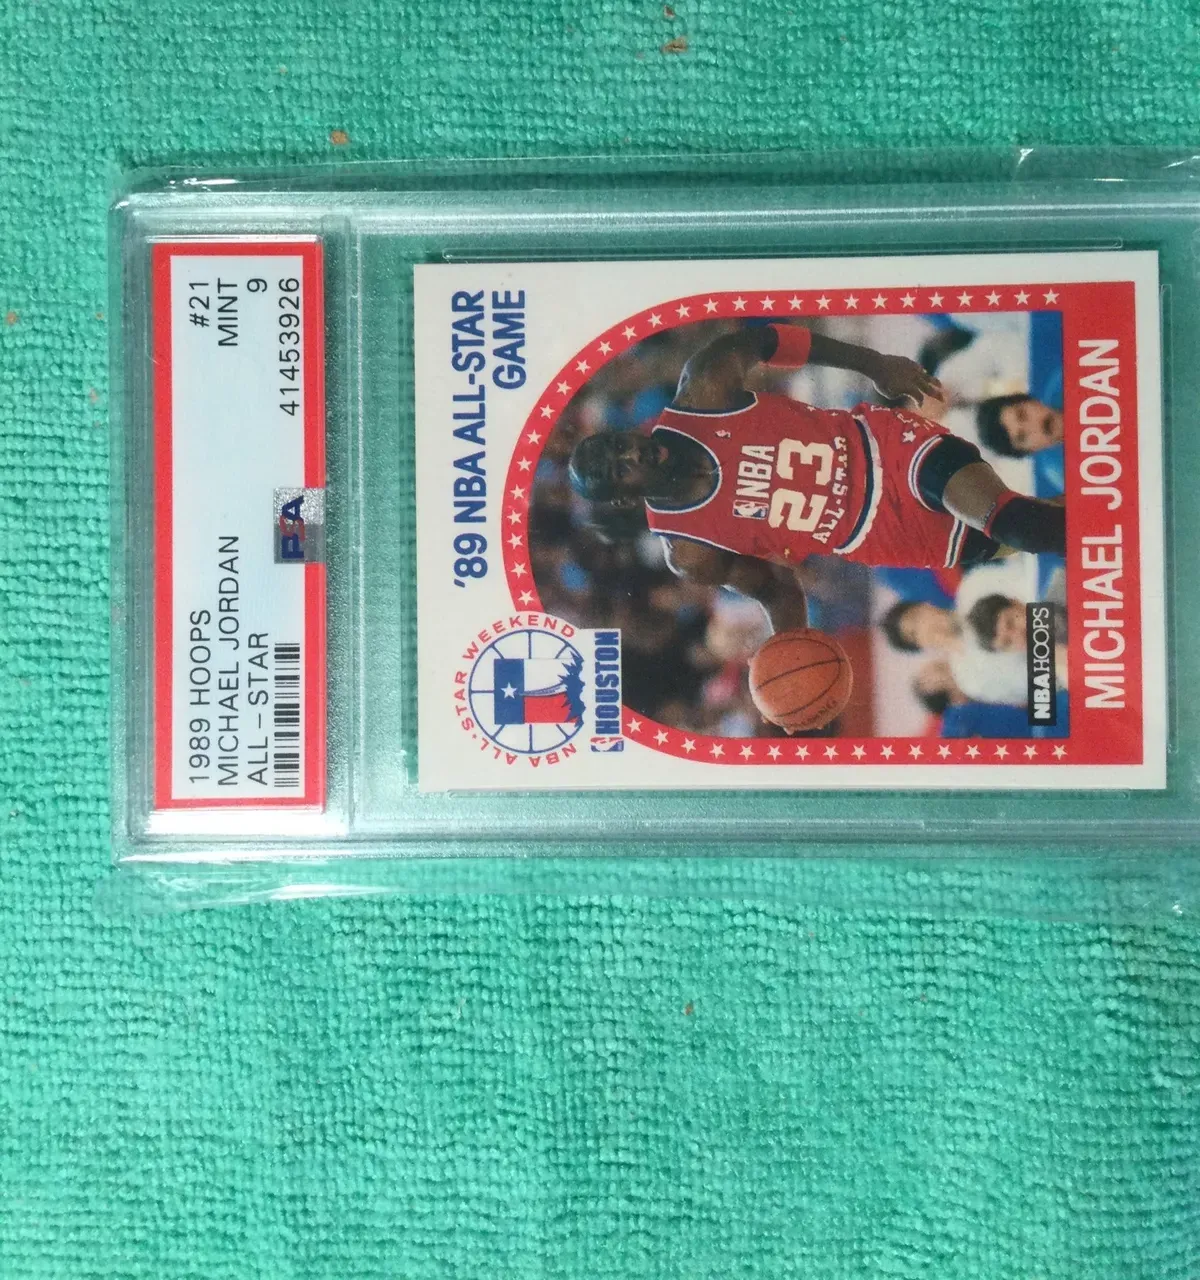 1989 HOOPS #21
MICHAEL JORDAN MINT
ALL-STAR 9
41453926
PSA
'89 NBA ALL-STAR
GAME
NBA ALL-STAR WEEKEND
HOUSTON
NBA
23
ALL-STAR
NBA HOOPS
MICHAEL JORDAN